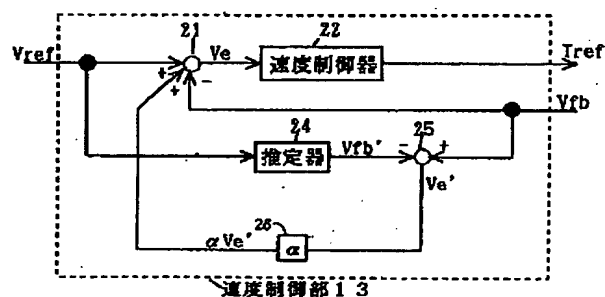 21
22
Vref
Ve
速度制御器
Tref
+
+
-
Vfb
24
25
推定器
Vfb'
-
+
Ve'
26
αVe'
α
速度制御部13